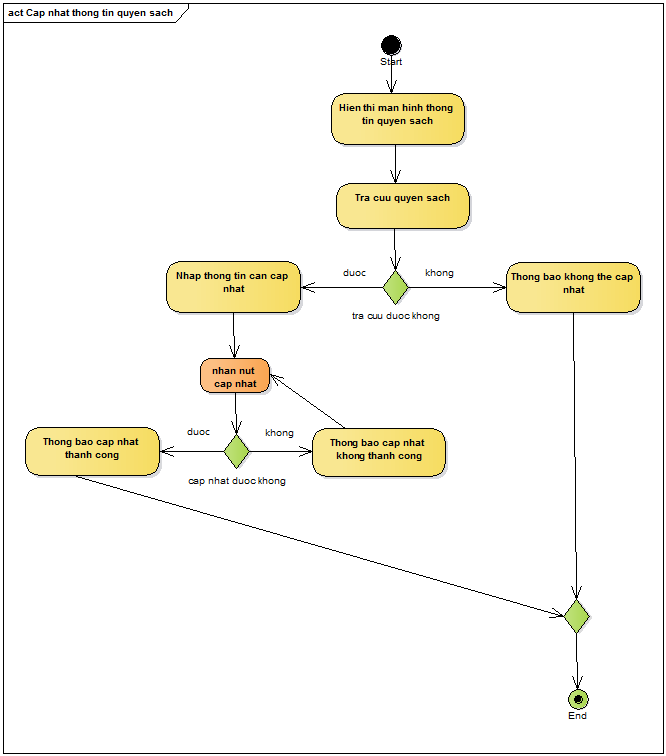 act Cap nhat thong tin quyen sach
Start
Hien thi man hinh thong
tin quyen sach
Tra cuu quyen sach
duoc
khong
Nhap thong tin can cap
nhat
Thong bao khong the cap
nhat
tra cuu duoc khong
nhan nut
cap nhat
duoc
khong
Thong bao cap nhat
thanh cong
Thong bao cap nhat
khong thanh cong
cap nhat duoc khong
End